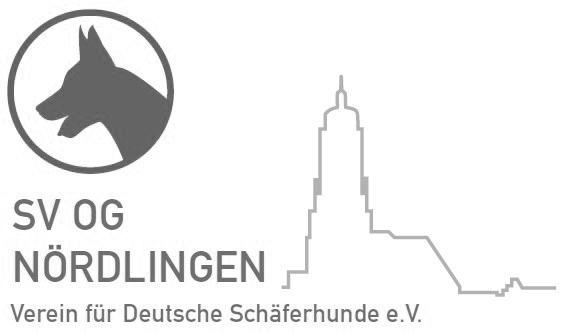 SV OG
NÖRDLINGEN
Verein für Deutsche Schäferhunde e.V.